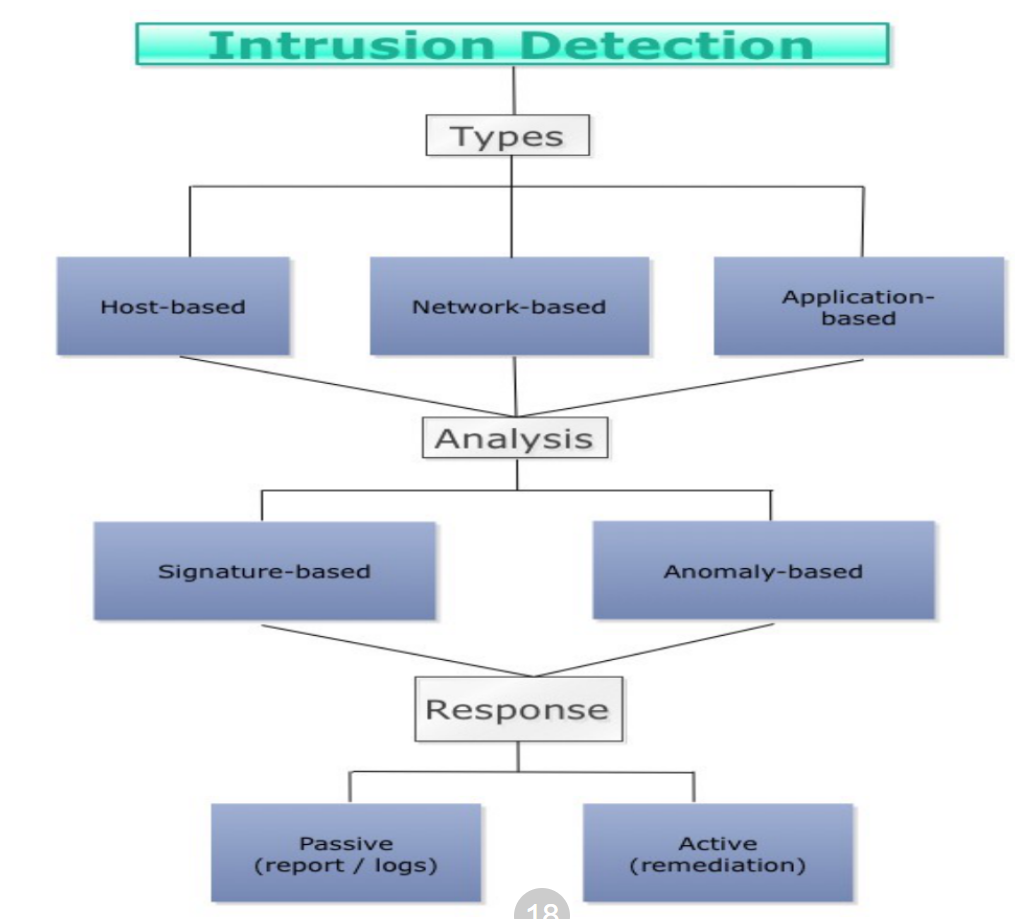 Intrusion Detection
Types
Host-based
Network-based
Application-
based
Analysis
Signature-based
Anomaly-based
Response
Passive
(report / logs)
Active
(remediation)
18